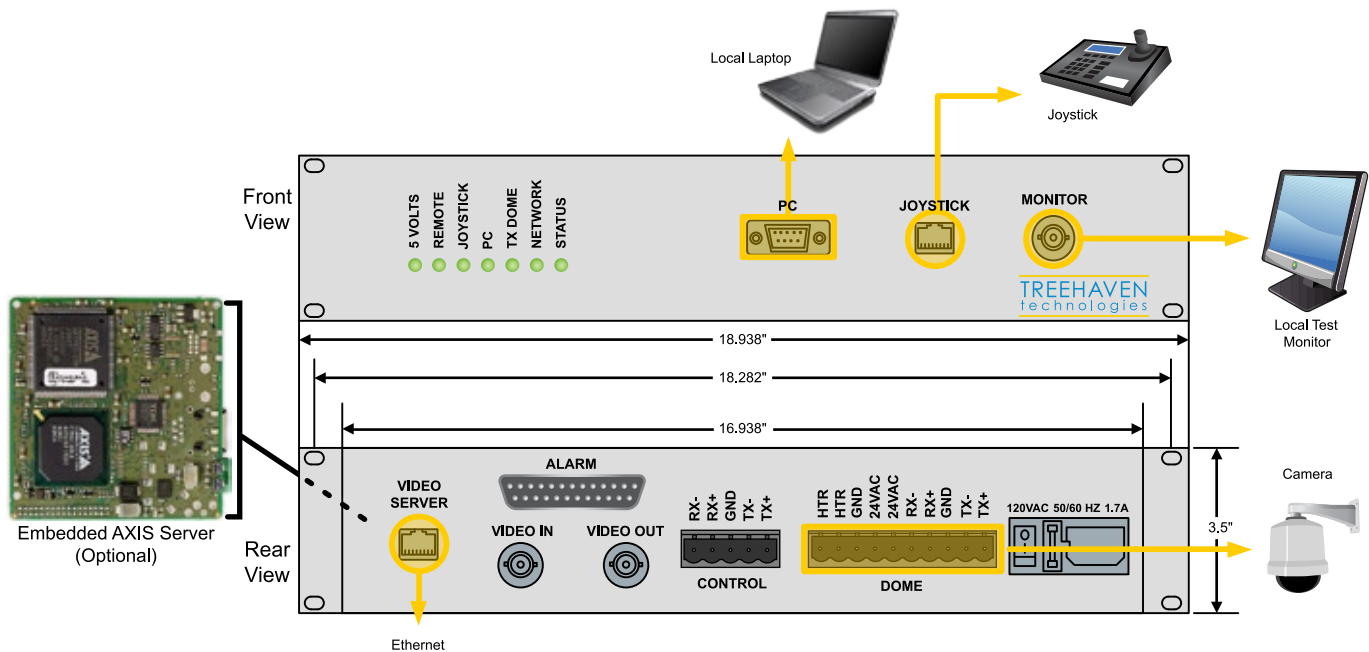 Local Laptop
Joystick
Front
View
5 VOLTS
REMOTE
JOYSTICK
PC
TX DOME
NETWORK
STATUS
PC
JOYSTICK
MONITOR
TREEHAVEN
technologies
Local Test
Monitor
18.938"
18.282"
16.938"
AXIS
Embedded AXIS Server
(Optional)
Rear
View
VIDEO
SERVER
ALARM
VIDEO IN
VIDEO OUT
RX-
RX+
GND
TX-
TX+
CONTROL
HTR
HTR
GND
24VAC
24VAC
RX-
RX+
GND
TX-
TX+
DOME
120VAC 50/60 HZ 1.7A
3.5"
Camera
Ethernet